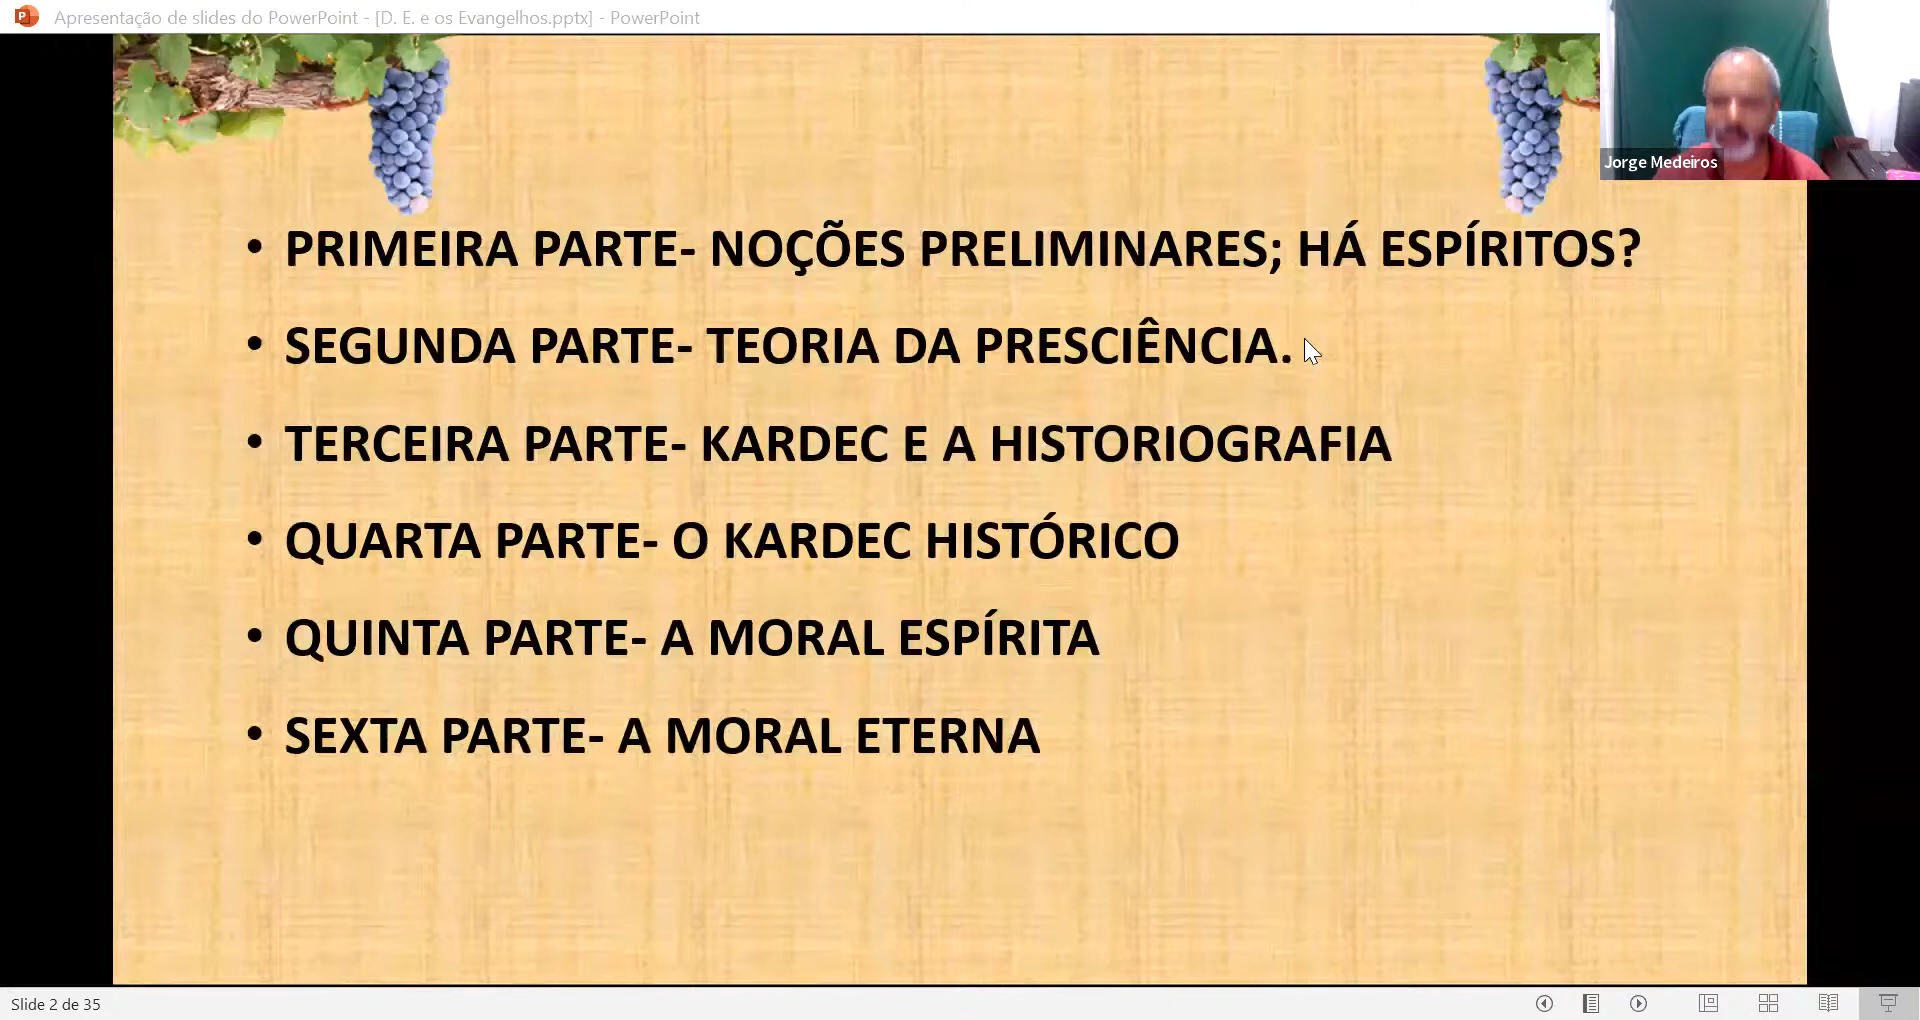 Apresentação de slides do PowerPoint - [D. E. e os Evangelhos.pptx] - PowerPoint
Jorge Medeiros
• PRIMEIRA PARTE- NOÇÕES PRELIMINARES; HÁ ESPÍRITOS?
• SEGUNDA PARTE- TEORIA DA PRESCIÊNCIA.
• TERCEIRA PARTE- KARDEC E A HISTORIOGRAFIA
• QUARTA PARTE- O KARDEC HISTÓRICO
• QUINTA PARTE- A MORAL ESPÍRITA
• SEXTA PARTE- A MORAL ETERNA
Slide 2 de 35